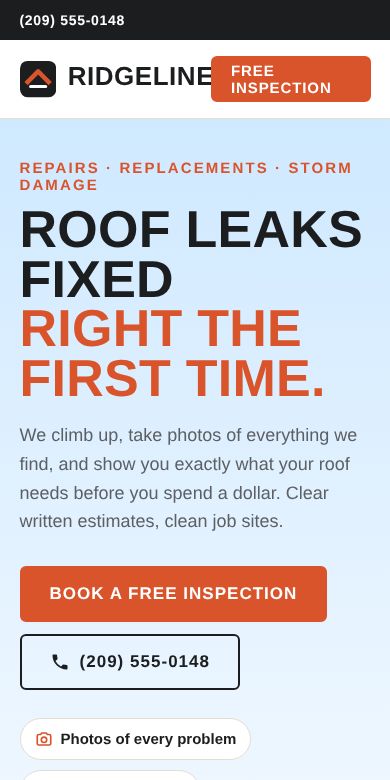 (209) 555-0148
RIDGELINE
FREE
INSPECTION
REPAIRS · REPLACEMENTS · STORM
DAMAGE
ROOF LEAKS
FIXED
RIGHT THE
FIRST TIME.
We climb up, take photos of everything we
find, and show you exactly what your roof
needs before you spend a dollar. Clear
written estimates, clean job sites.
BOOK A FREE INSPECTION
(209) 555-0148
Photos of every problem